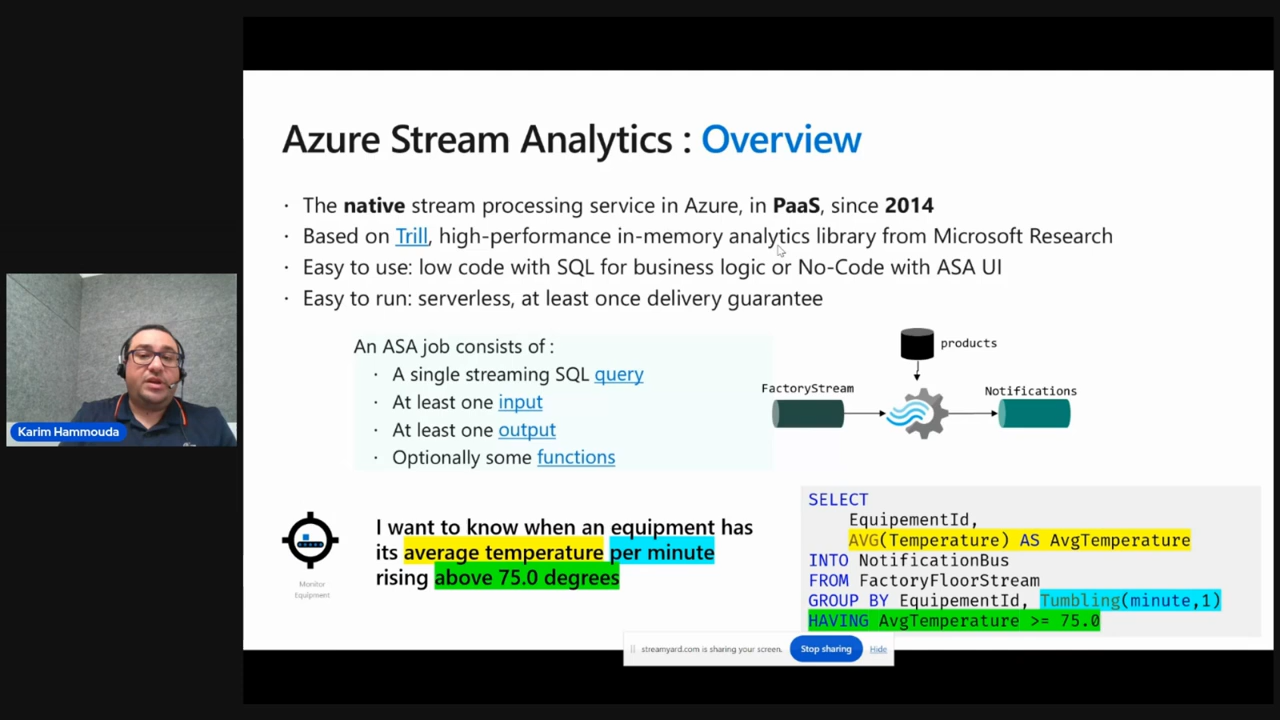 Azure Stream Analytics : Overview
· The native stream processing service in Azure, in PaaS, since 2014
· Based on Trill, high-performance in-memory analytics library from Microsoft Research
· Easy to use: low code with SQL for business logic or No-Code with ASA UI
· Easy to run: serverless, at least once delivery guarantee
An ASA job consists of :
· A single streaming SQL query
· At least one input
· At least one output
· Optionally some functions
products
FactoryStream
Notifications
Karim Hammouda
Monitor
Equipment
I want to know when an equipment has
its average temperature per minute
rising above 75.0 degrees
SELECT
EquipementId,
AVG(Temperature) AS AvgTemperature
INTO NotificationBus
FROM FactoryFloorStream
GROUP BY EquipementId, Tumbling(minute,1)
HAVING AvgTemperature >= 75.0
streamyard.com is sharing your screen.
Stop sharing
Hide